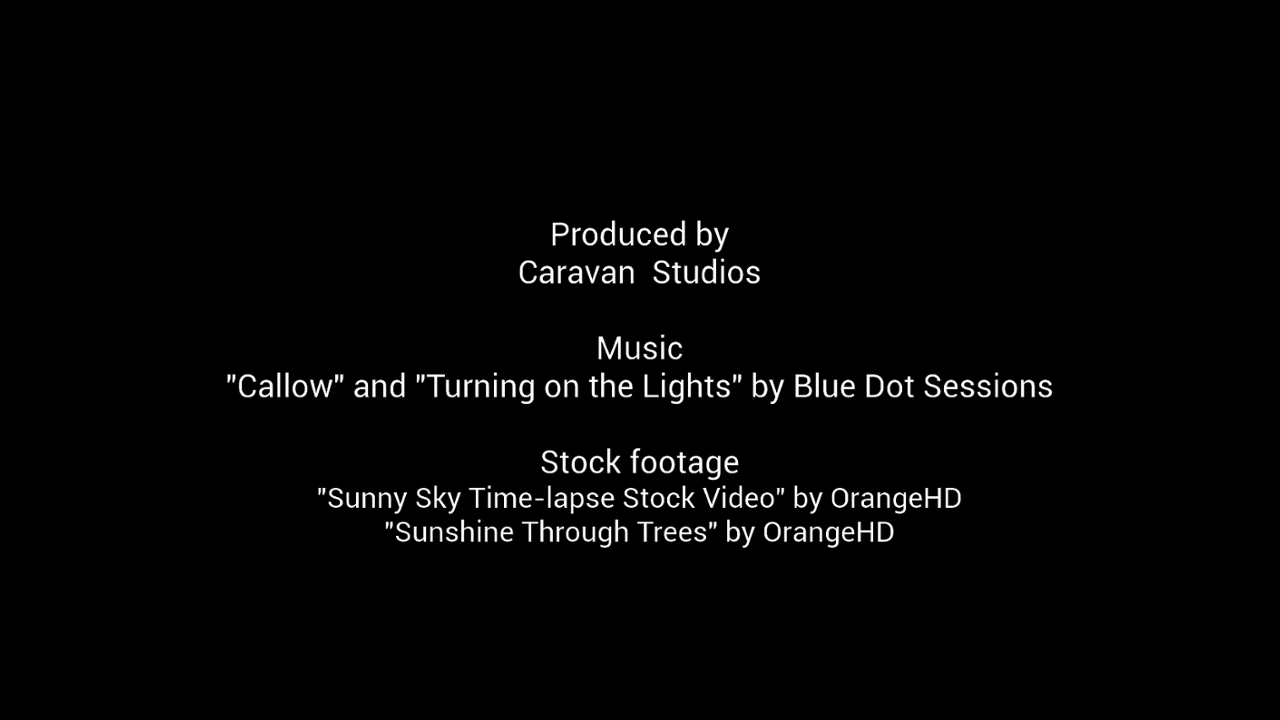 Produced by
Caravan  Studios
Music
"Callow" and "Turning on the Lights" by Blue Dot Sessions
Stock footage
"Sunny Sky Time-lapse Stock Video" by OrangeHD
"Sunshine Through Trees" by OrangeHD